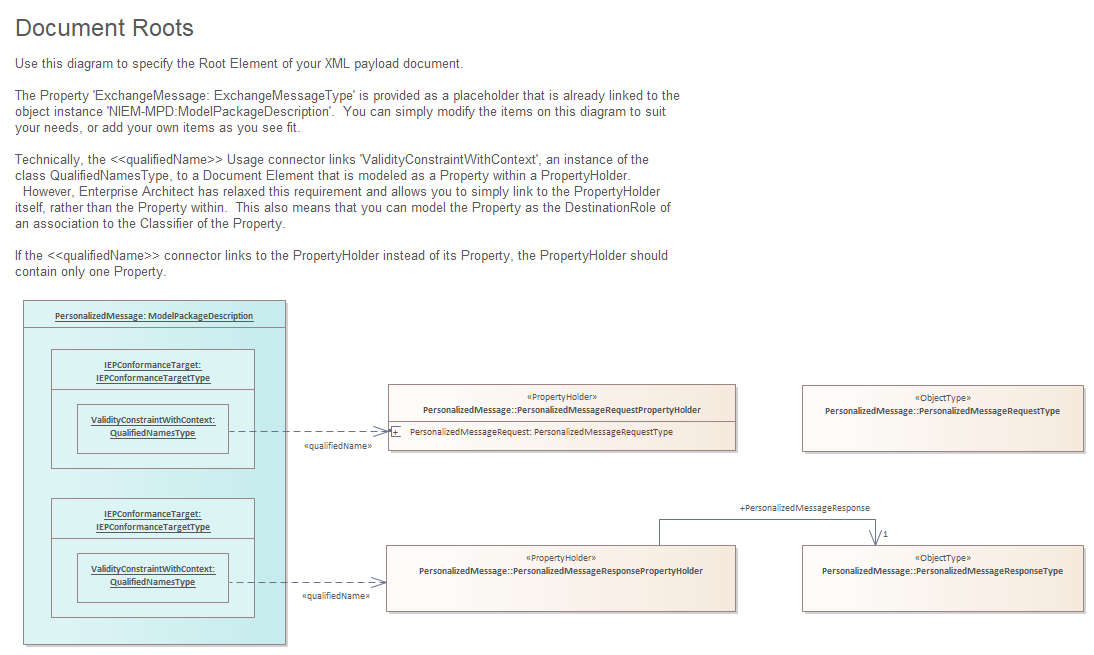 Document Roots
Use this diagram to specify the Root Element of your XML payload document.
The Property 'ExchangeMessage: ExchangeMessageType' is provided as a placeholder that is already linked to the
object instance 'NIEM-MPD:ModelPackageDescription'.  You can simply modify the items on this diagram to suit
your needs, or add your own items as you see fit.
Technically, the <<qualifiedName>> Usage connector links 'ValidityConstraintWithContext', an instance of the
class QualifiedNamesType, to a Document Element that is modeled as a Property within a PropertyHolder.
However, Enterprise Architect has relaxed this requirement and allows you to simply link to the PropertyHolder
itself, rather than the Property within.  This also means that you can model the Property as the DestinationRole of
an association to the Classifier of the Property.
If the <<qualifiedName>> connector links to the PropertyHolder instead of its Property, the PropertyHolder should
contain only one Property.
PersonalizedMessage: ModelPackageDescription
IEPConformanceTarget:
IEPConformanceTargetType
ValidityConstraintWithContext:
QualifiedNamesType
«qualifiedName»
«PropertyHolder»
PersonalizedMessage::PersonalizedMessageRequestPropertyHolder
+ PersonalizedMessageRequest: PersonalizedMessageRequestType
«ObjectType»
PersonalizedMessage::PersonalizedMessageRequestType
IEPConformanceTarget:
IEPConformanceTargetType
ValidityConstraintWithContext:
QualifiedNamesType
«qualifiedName»
«PropertyHolder»
PersonalizedMessage::PersonalizedMessageResponsePropertyHolder
+PersonalizedMessageResponse
1
«ObjectType»
PersonalizedMessage::PersonalizedMessageResponseType